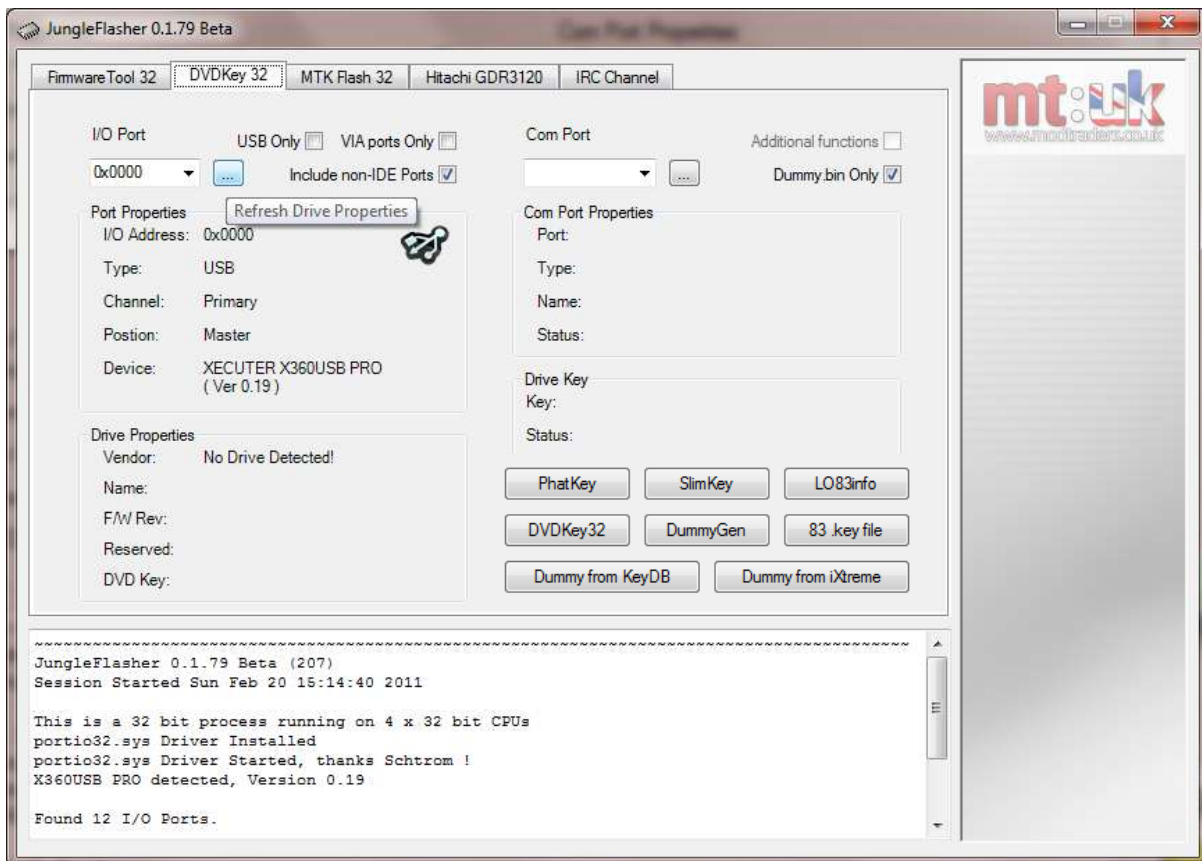 JungleFlasher 0.1.79 Beta
Com Port Properties
FirmwareTool 32
DVDKey 32
MTK Flash 32
Hitachi GDR3120
IRC Channel
I/O Port
USB Only
VIA ports Only
0x0000
...
Include non-IDE Ports
Refresh Drive Properties
Port Properties
I/O Address: 0x0000
Type: USB
Channel: Primary
Postion: Master
Device: XECUTER X360USB PRO
( Ver 0.19 )
Drive Properties
Vendor: No Drive Detected!
Name:
F/W Rev:
Reserved:
DVD Key:
Com Port
Additional functions
...
Dummy.bin Only
Com Port Properties
Port:
Type:
Name:
Status:
Drive Key
Key:
Status:
PhatKey
SlimKey
LO83info
DVDKey32
DummyGen
83 .key file
Dummy from KeyDB
Dummy from iXtreme
mt:uk
www.modtraders.co.uk
~~~~~~~~~~~~~~~~~~~~~~~~~~~~~~~~~~~~~~~~~~~~~~~~~~~~~~~~~~~~~~~~~~~~~~~~~~~~~~~~~~~~~~~~~~~
JungleFlasher 0.1.79 Beta (207)
Session Started Sun Feb 20 15:14:40 2011
This is a 32 bit process running on 4 x 32 bit CPUs
portio32.sys Driver Installed
portio32.sys Driver Started, thanks Schtrom !
X360USB PRO detected, Version 0.19
Found 12 I/O Ports.